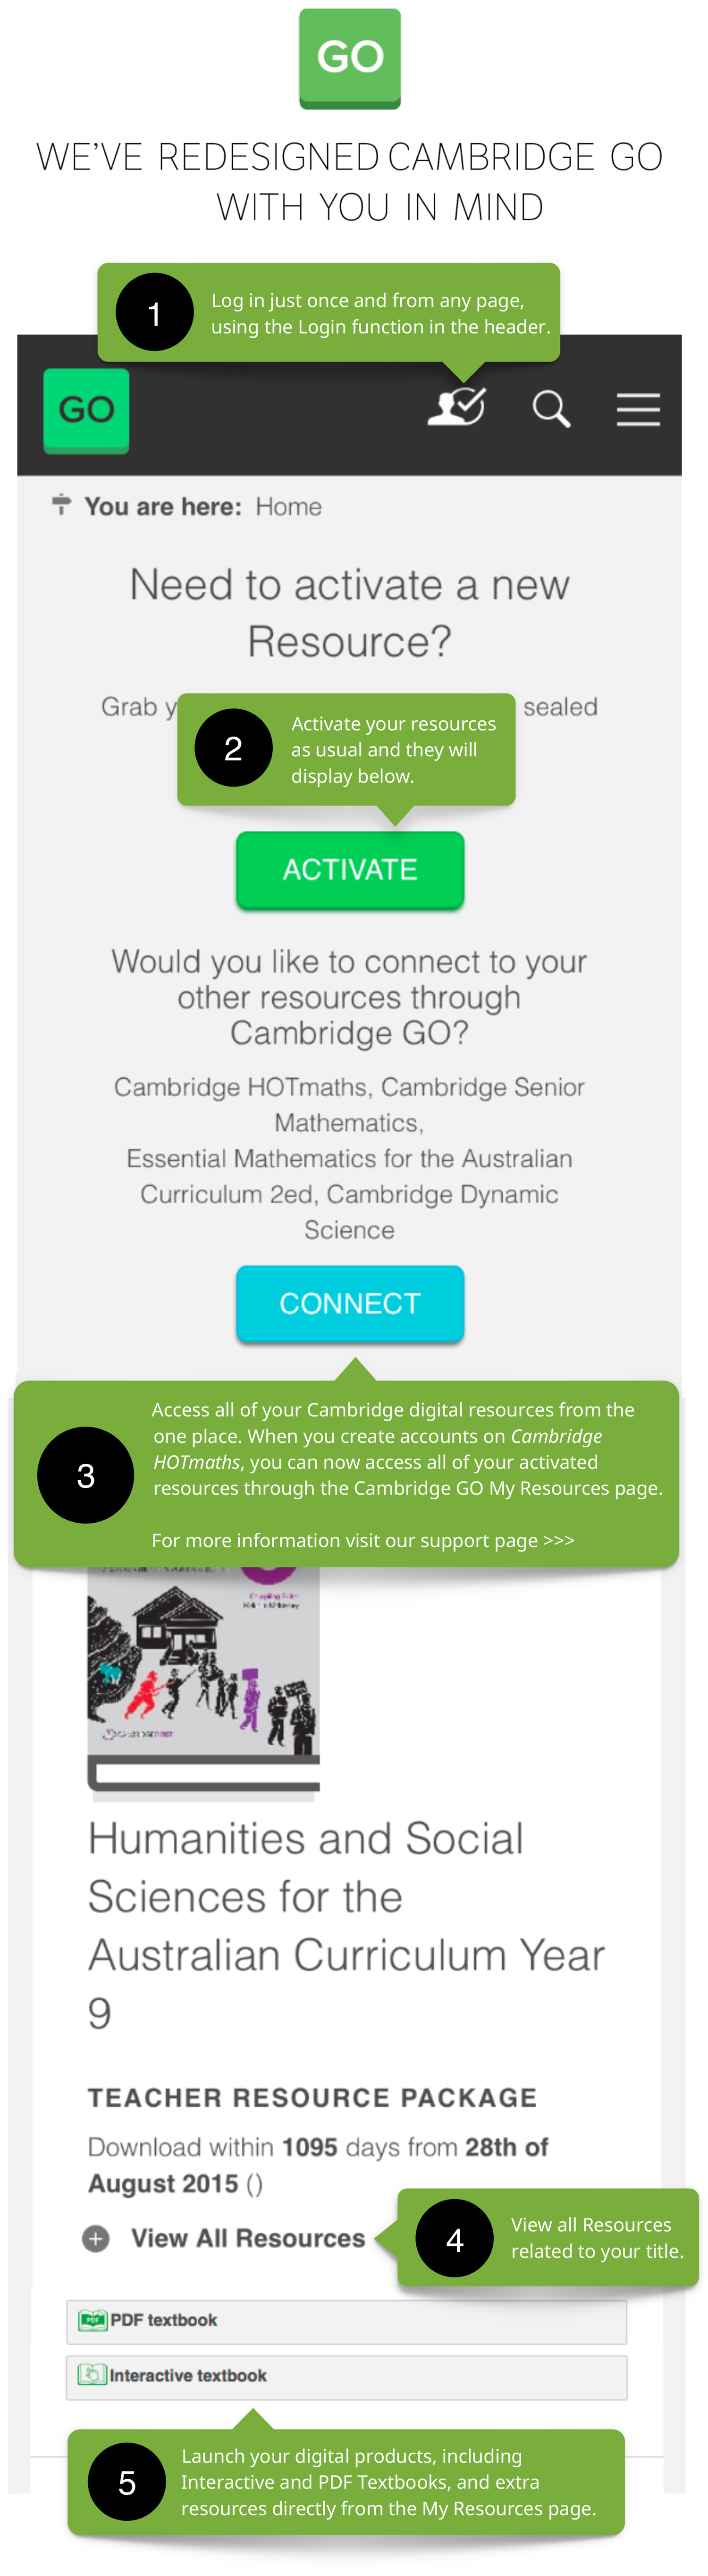 GO
WE'VE REDESIGNED CAMBRIDGE GO
WITH YOU IN MIND
1
Log in just once and from any page,
using the Login function in the header.
GO
You are here: Home
Need to activate a new
Resource?
Grab
sealed
2
Activate your resources
as usual and they will
display below.
ACTIVATE
Would you like to connect to your
other resources through
Cambridge GO?
Cambridge HOTmaths, Cambridge Senior
Mathematics,
Essential Mathematics for the Australian
Curriculum 2ed, Cambridge Dynamic
Science
CONNECT
3
Access all of your Cambridge digital resources from the
one place. When you create accounts on Cambridge
HOTmaths, you can now access all of your activated
resources through the Cambridge GO My Resources page.
For more information visit our support page >>>
Humanities and Social
Sciences for the
Australian Curriculum Year
9
TEACHER RESOURCE PACKAGE
Download within 1095 days from 28th of
August 2015 ()
View All Resources
4
View all Resources
related to your title.
PDF PDF textbook
Interactive textbook
5
Launch your digital products, including
Interactive and PDF Textbooks, and extra
resources directly from the My Resources page.